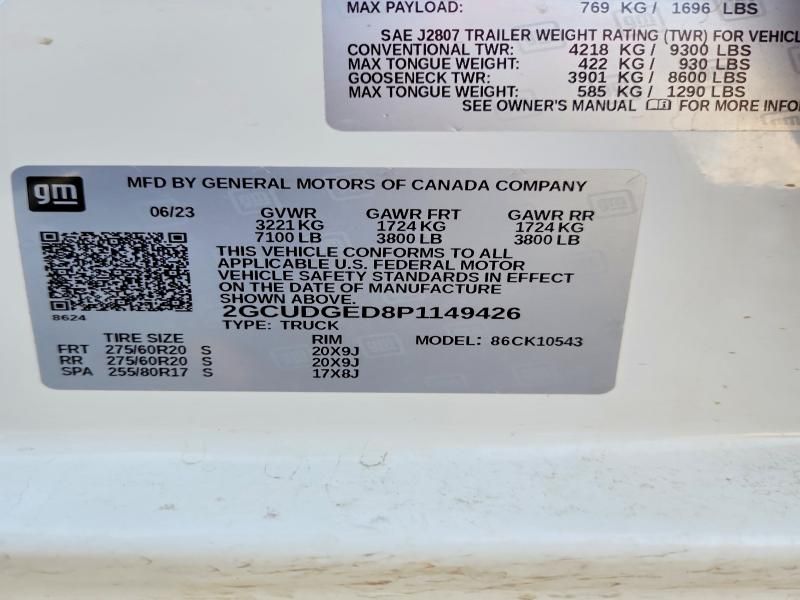 MAX PAYLOAD: 769 KG / 1696 LBS
SAE J2807 TRAILER WEIGHT RATING (TWR) FOR
CONVENTIONAL TWR: 4218 KG / 9300 LBS
MAX TONGUE WEIGHT: 422 KG / 930 LBS
GOOSENECK TWR: 3901 KG / 8600 LBS
MAX TONGUE WEIGHT: 585 KG / 1290 LBS
SEE OWNER'S MANUAL FOR MORE
gm
MFD BY GENERAL MOTORS OF CANADA COMPANY
06/23 GVWR GAWR FRT GAWR RR
3221 KG 1724 KG 1724 KG
7100 LB 3800 LB 3800 LB
THIS VEHICLE CONFORMS TO ALL
APPLICABLE U.S. FEDERAL MOTOR
VEHICLE SAFETY STANDARDS IN EFFECT
ON THE DATE OF MANUFACTURE
SHOWN ABOVE.
8624
2GCUDGED8P1149426
TYPE: TRUCK MODEL: 86CK10543
TIRE SIZE RIM
FRT 275/60R20 S 20X9J
RR 275/60R20 S 20X9J
SPA 255/80R17 S 17X8J